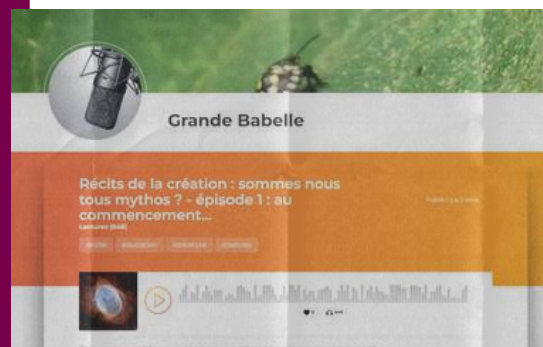 Grande Babelle
Récits de la création : sommes nous
tous mythos ? - épisode 1 : au
commencement...